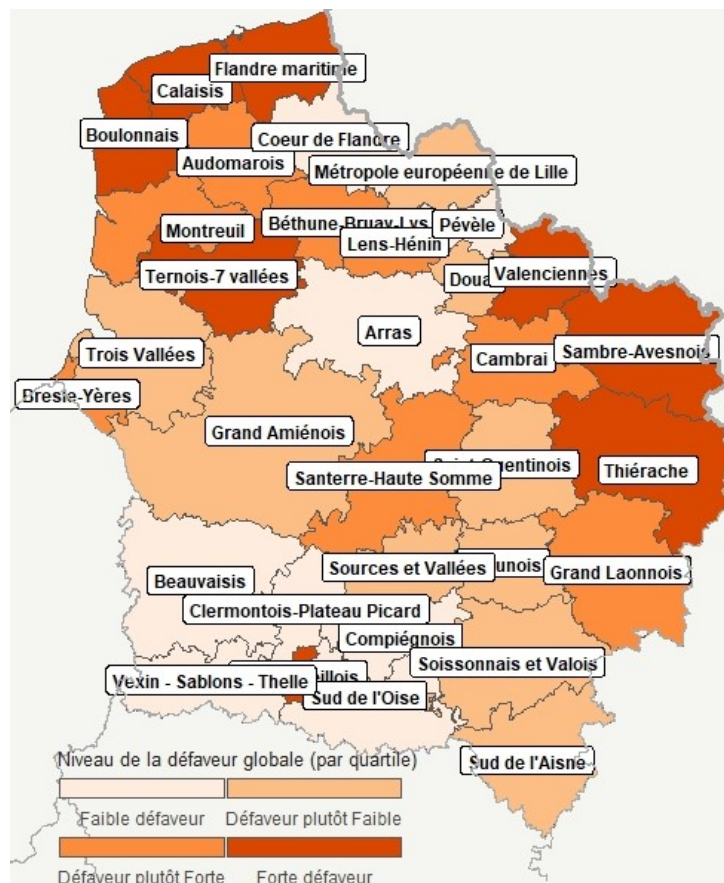 Flandre maritime
Calaisis
Boulonnais
Coeur de Flandre
Audomarois
Métropole européenne de Lille
Béthune-Bruay-Lys
Pévèle
Montreuil
Lens-Hénin
Ternois-7 vallées
Valenciennes
Arras
Trois Vallées
Cambrai
Sambre-Avesnois
Bresle-Yères
Grand Amiénois
Santerre-Haute Somme
Thiérache
Beauvaisis
Sources et Vallées
Grand Laonnois
Clermontois-Plateau Picard
Compiégnois
Soissonnais et Valois
Vexin - Sablons - Thelle
Sud de l'Oise
Sud de l'Aisne
Niveau de la défaveur globale (par quartile)
Faible défaveur Défaveur plutôt Faible
Défaveur plutôt Forte Forte défaveur